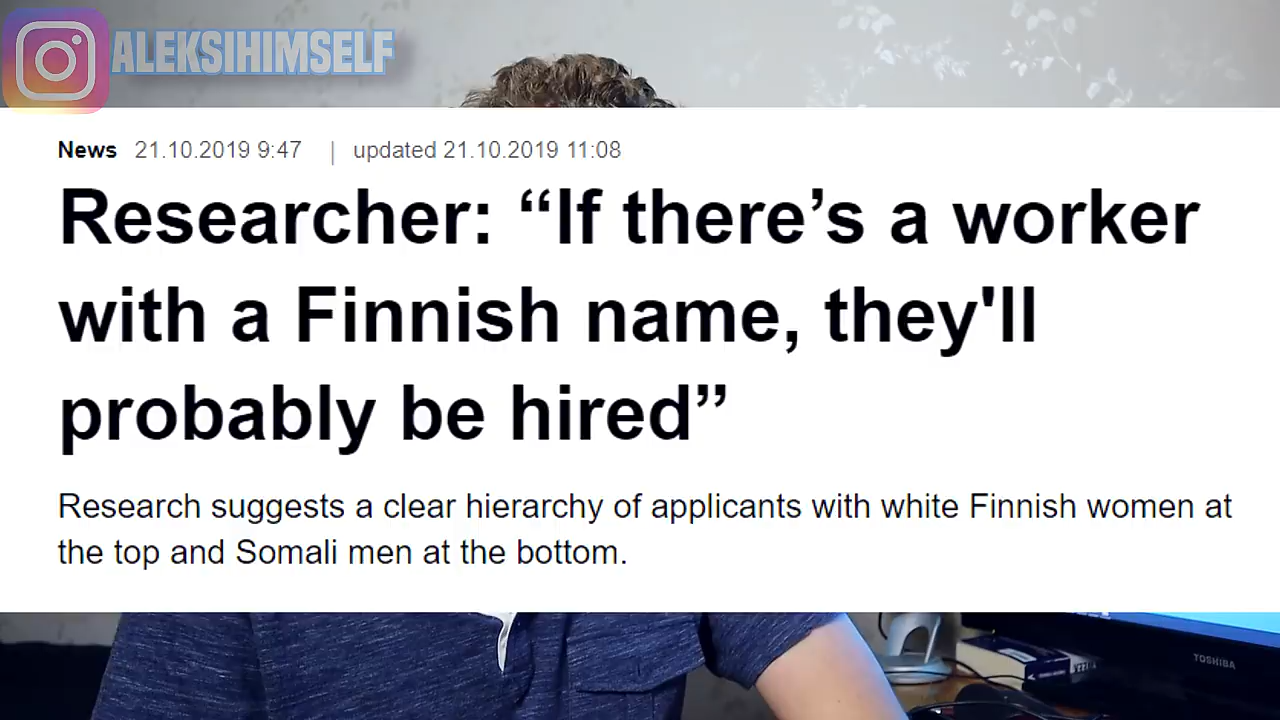 ALEKSIHIMSELF
News 21.10.2019 9:47 | updated 21.10.2019 11:08
Researcher: “If there’s a worker
with a Finnish name, they'll
probably be hired”
Research suggests a clear hierarchy of applicants with white Finnish women at
the top and Somali men at the bottom.
TOSHIBA